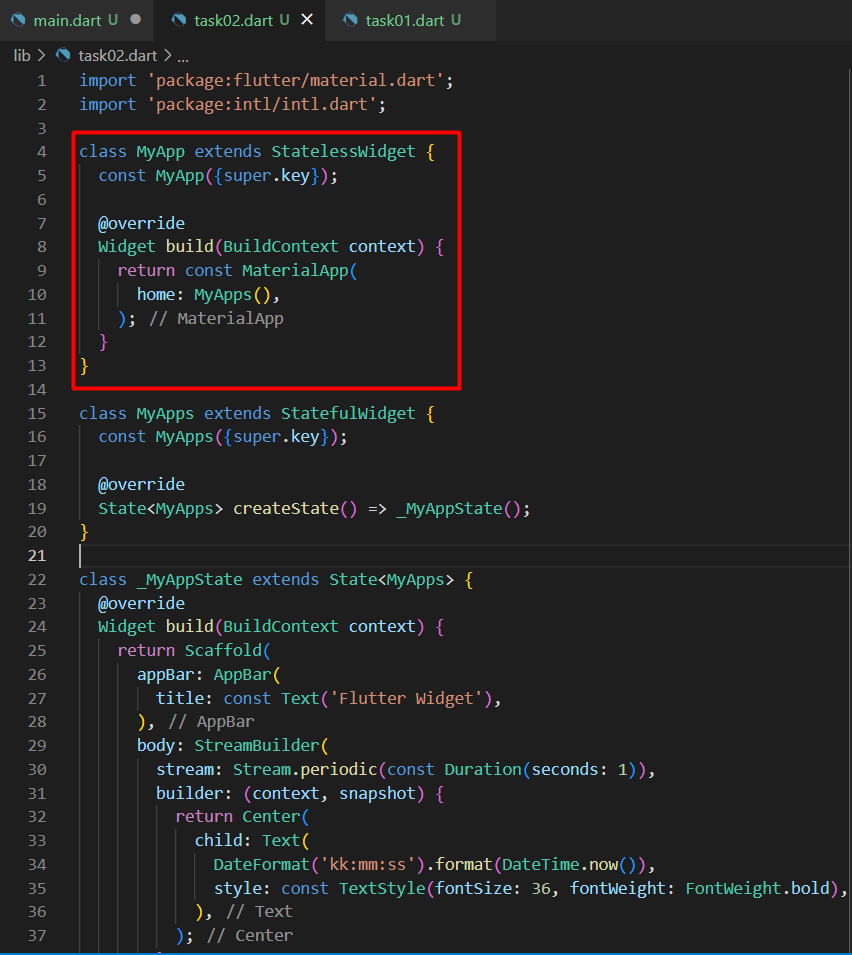 main.dart U ●
task02.dart U ×
task01.dart U
lib > task02.dart > ...
1 import 'package:flutter/material.dart';
2 import 'package:intl/intl.dart';
3
4 class MyApp extends StatelessWidget {
5   const MyApp({super.key});
6
7   @override
8   Widget build(BuildContext context) {
9     return const MaterialApp(
10       home: MyApps(),
11     ); // MaterialApp
12   }
13 }
14
15 class MyApps extends StatefulWidget {
16   const MyApps({super.key});
17
18   @override
19   State<MyApps> createState() => _MyAppState();
20 }
21
22 class _MyAppState extends State<MyApps> {
23   @override
24   Widget build(BuildContext context) {
25     return Scaffold(
26       appBar: AppBar(
27         title: const Text('Flutter Widget'),
28       ), // AppBar
29       body: StreamBuilder(
30         stream: Stream.periodic(const Duration(seconds: 1)),
31         builder: (context, snapshot) {
32           return Center(
33             child: Text(
34               DateFormat('kk:mm:ss').format(DateTime.now()),
35               style: const TextStyle(fontSize: 36, fontWeight: FontWeight.bold),
36             ), // Text
37           ); // Center